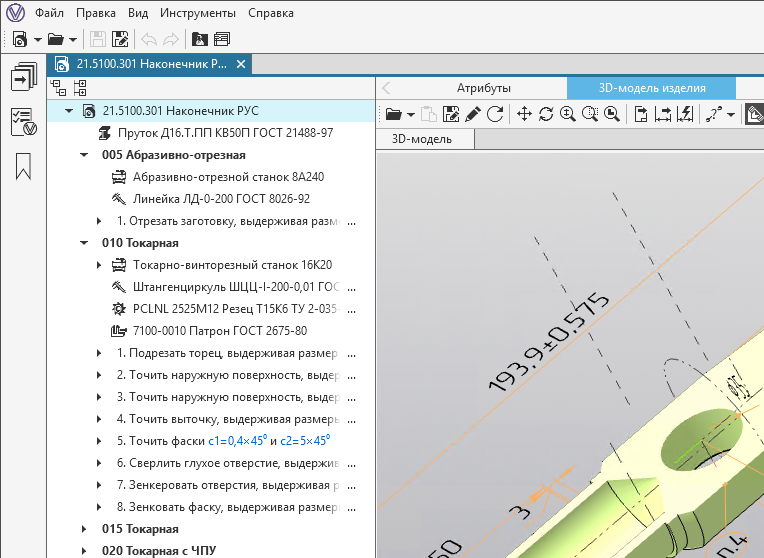 Файл Правка Вид Инструменты Справка
21.5100.301 Наконечник Р...
Атрибуты
3D-модель изделия
3D-модель
21.5100.301 Наконечник РУС
Пруток Д16.Т.ПП КВ50П ГОСТ 21488-97
005 Абразивно-отрезная
Абразивно-отрезной станок 8А240
Линейка ЛД-0-200 ГОСТ 8026-92
1. Отрезать заготовку, выдерживая разм ...
010 Токарная
Токарно-винторезный станок 16К20
Штангенциркуль ШЦЦ-I-200-0,01 ГОС ...
PCLNL 2525M12 Резец Т15К6 ТУ 2-035- ...
7100-0010 Патрон ГОСТ 2675-80
1. Подрезать торец, выдерживая размер ...
2. Точить наружную поверхность, выдер ...
3. Точить наружную поверхность, выдер ...
4. Точить выточку, выдерживая размеры ...
5. Точить фаски c1=0,4×45⁰ и c2=5×45⁰
6. Сверлить глухое отверстие, выдержив ...
7. Зенкеровать отверстия, выдерживая р ...
8. Зенковать фаску, выдерживая размер ...
015 Токарная
020 Токарная с ЧПУ
193,9±0,575
3